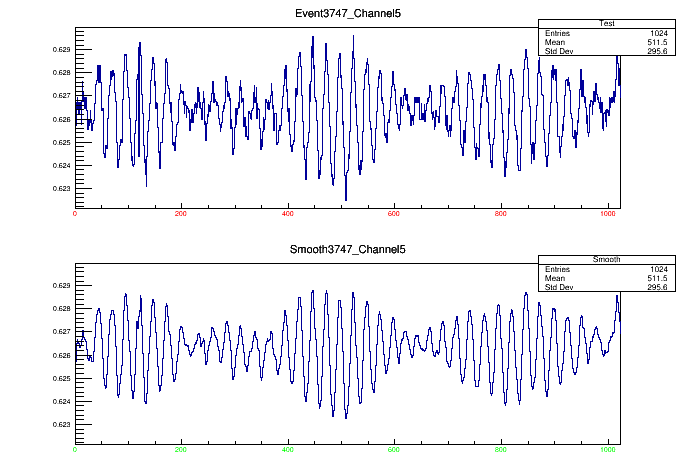 Event3747_Channel5
Test
Entries 1024
Mean 511.5
Std Dev 295.6
0.629
0.628
0.627
0.626
0.625
0.624
0.623
0 200 400 600 800 1000
Smooth3747_Channel5
Smooth
Entries 1024
Mean 511.5
Std Dev 295.6
0.629
0.628
0.627
0.626
0.625
0.624
0.623
0 200 400 600 800 1000